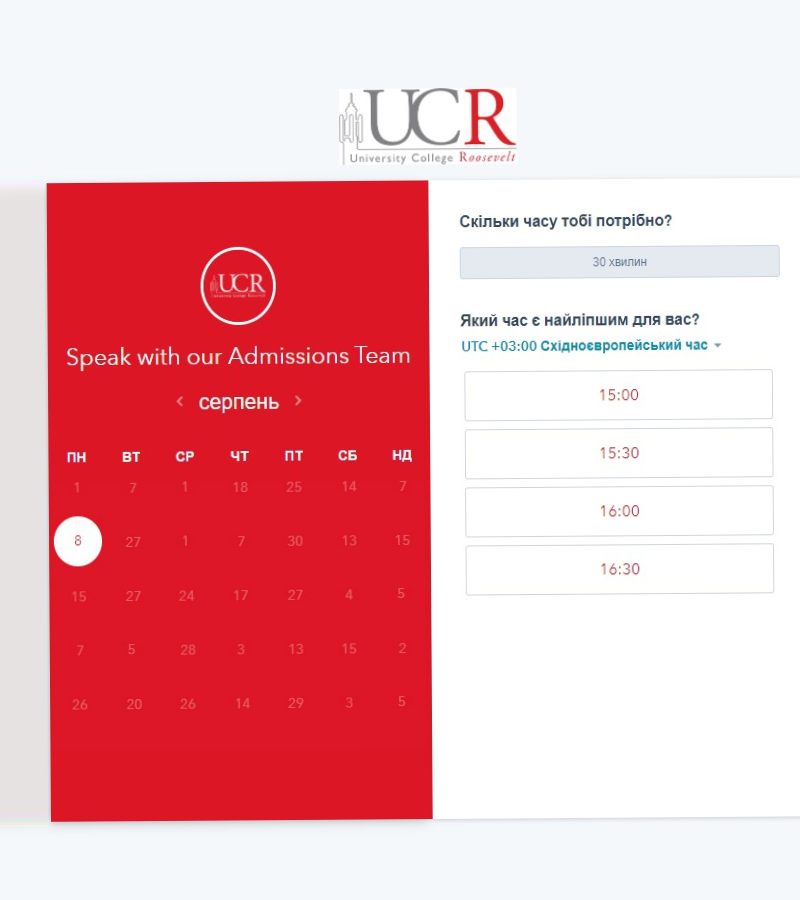 UCR
University College Roosevelt
UCR
Speak with our Admissions Team
серпень
ПН ВТ СР ЧТ ПТ СБ НД
1 7 1 18 25 14 7
8 27 1 7 30 13 15
15 27 24 17 27 4 5
7 5 28 3 13 15 2
26 20 26 14 29 3 5
Скільки часу тобі потрібно?
30 хвилин
Який час є найліпшим для вас?
UTC +03:00 Східноєвропейський час
15:00
15:30
16:00
16:30